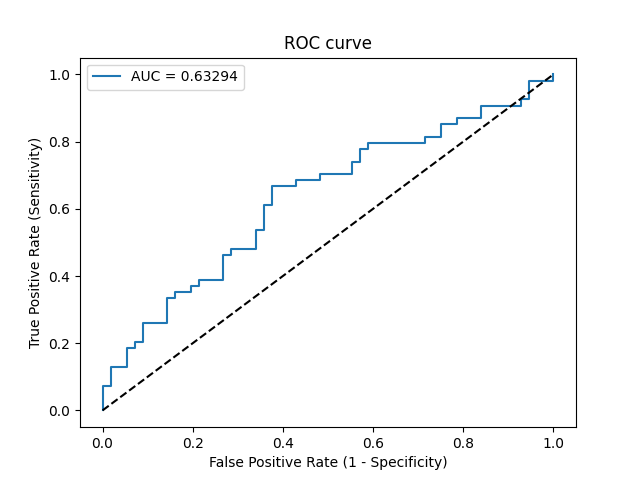 ROC curve
AUC = 0.63294
1.0
0.8
0.6
0.4
0.2
0.0
True Positive Rate (Sensitivity)
0.0 0.2 0.4 0.6 0.8 1.0
False Positive Rate (1 - Specificity)